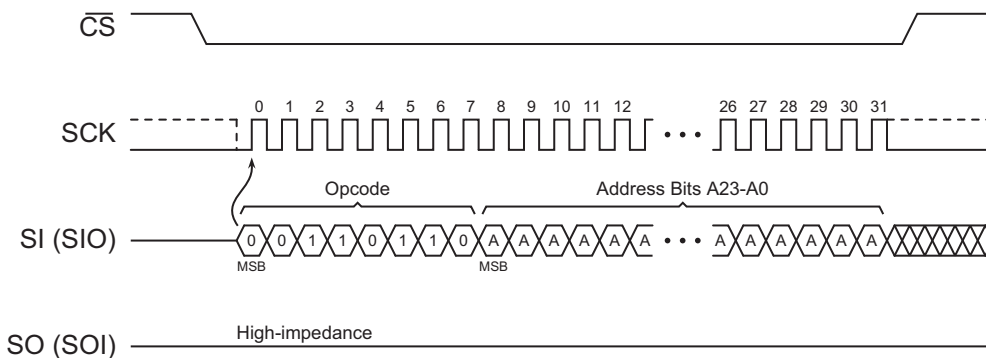 CS
0 1 2 3 4 5 6 7 8 9 10 11 12 26 27 28 29 30 31
SCK
Opcode Address Bits A23-A0
SI (SIO) 0 0 1 1 0 1 1 0 A A A A A A A A A A A A
MSB MSB
High-impedance
SO (SOI)